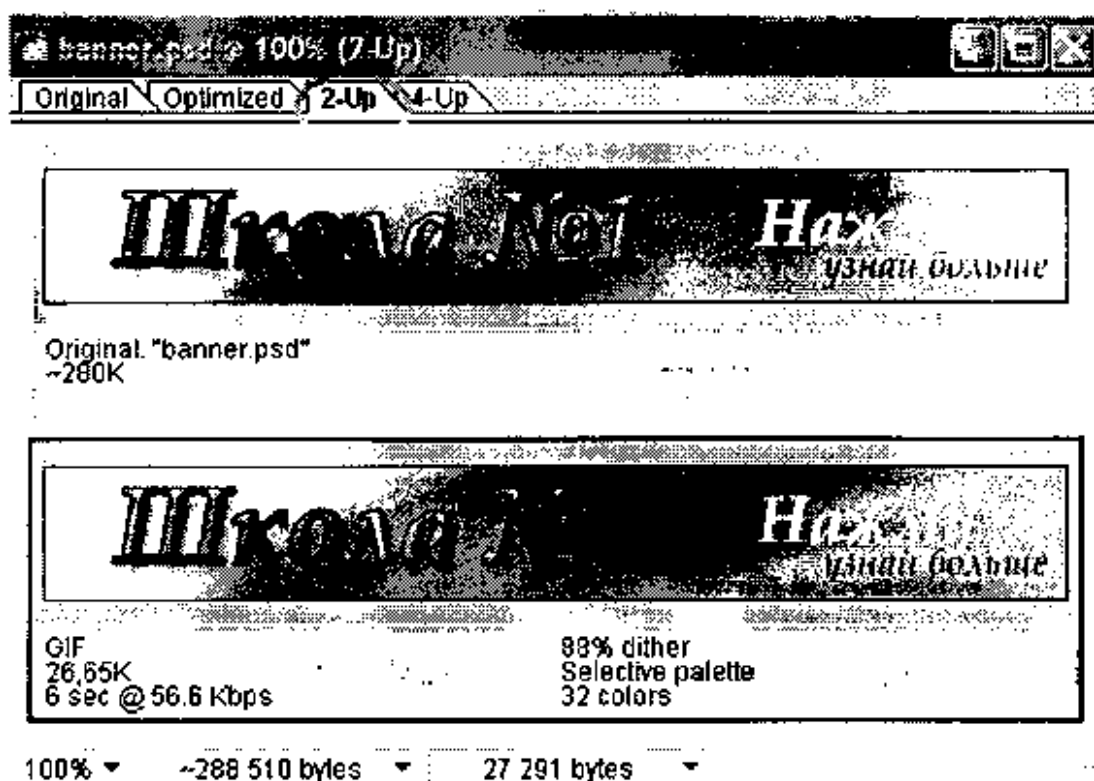 banner.psd @ 100% (2-Up)
Original Optimized 2-Up 4-Up
Школа №1 Наж
узнай больше
Original. "banner.psd"
~280K
Школа Наж
узнай больше
GIF 88% dither
26,65K Selective palette
6 sec @ 56.6 Kbps 32 colors
100% ~288 510 bytes 27 291 bytes